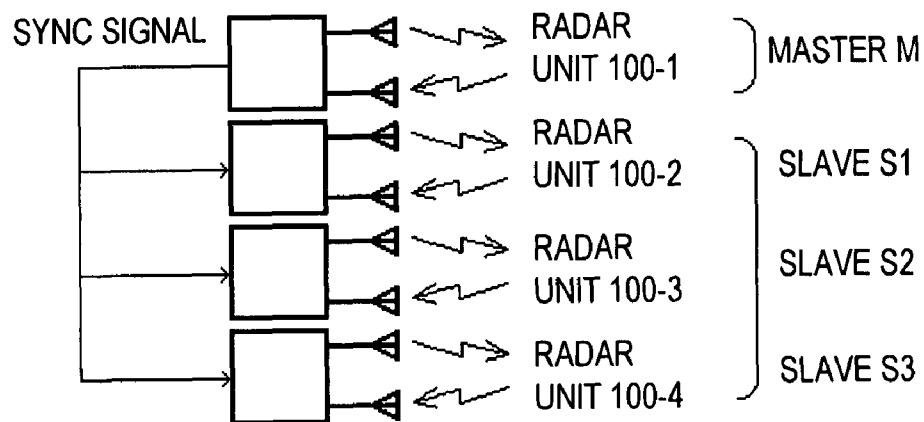 SYNC SIGNAL
RADAR
UNIT 100-1
MASTER M
RADAR
UNIT 100-2
SLAVE S1
RADAR
UNIT 100-3
SLAVE S2
RADAR
UNIT 100-4
SLAVE S3